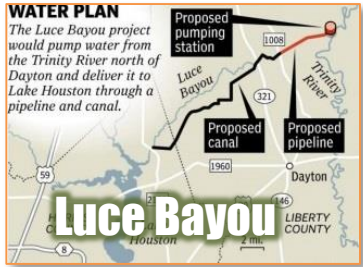 WATER PLAN
The Luce Bayou project
would pump water from
the Trinity River north of
Dayton and deliver it to
Lake Houston through a
pipeline and canal.
Proposed
pumping
station
1008
Luce
Bayou
Trinity
River
321
Proposed
canal
Proposed
pipeline
1960
Dayton
59
Luce Bayou
146
LIBERTY
COUNTY
Houston
2 mi.
8